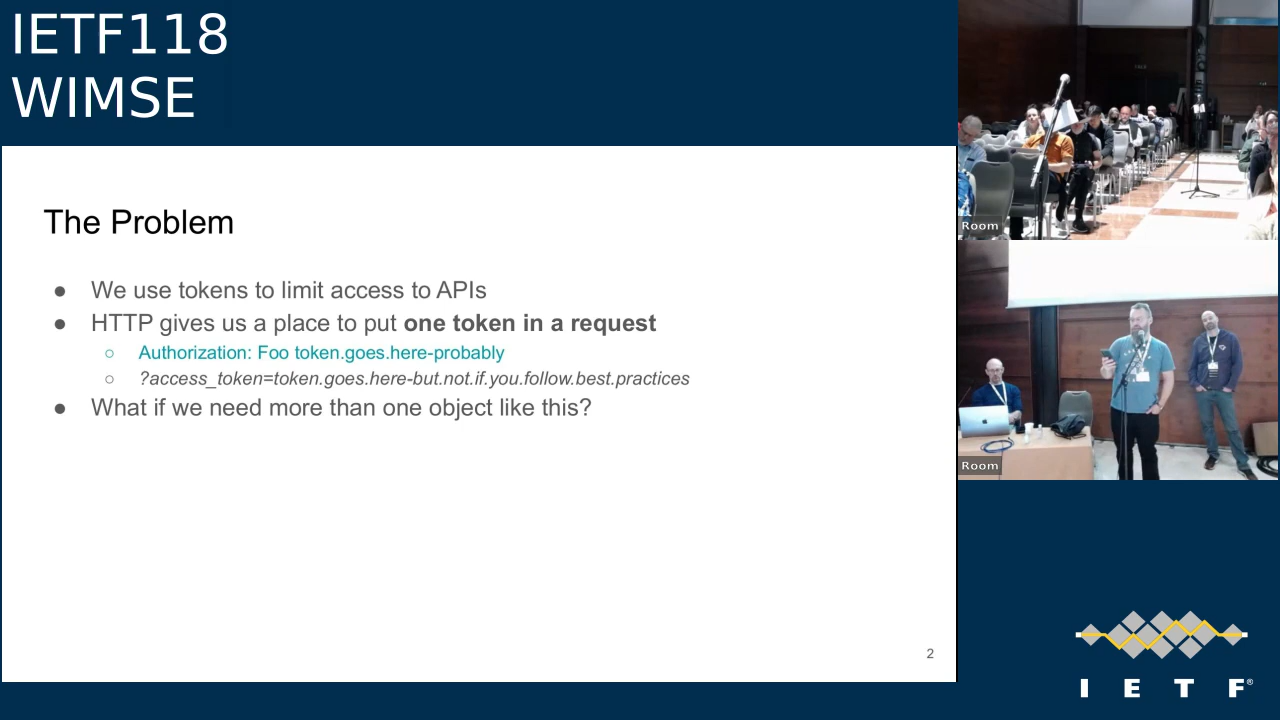 IETF118
WIMSE
The Problem
● We use tokens to limit access to APIs
● HTTP gives us a place to put one token in a request
○ Authorization: Foo token.goes.here-probably
○ ?access_token=token.goes.here-but.not.if.you.follow.best.practices
● What if we need more than one object like this?
2
Room
Room
I E T F®